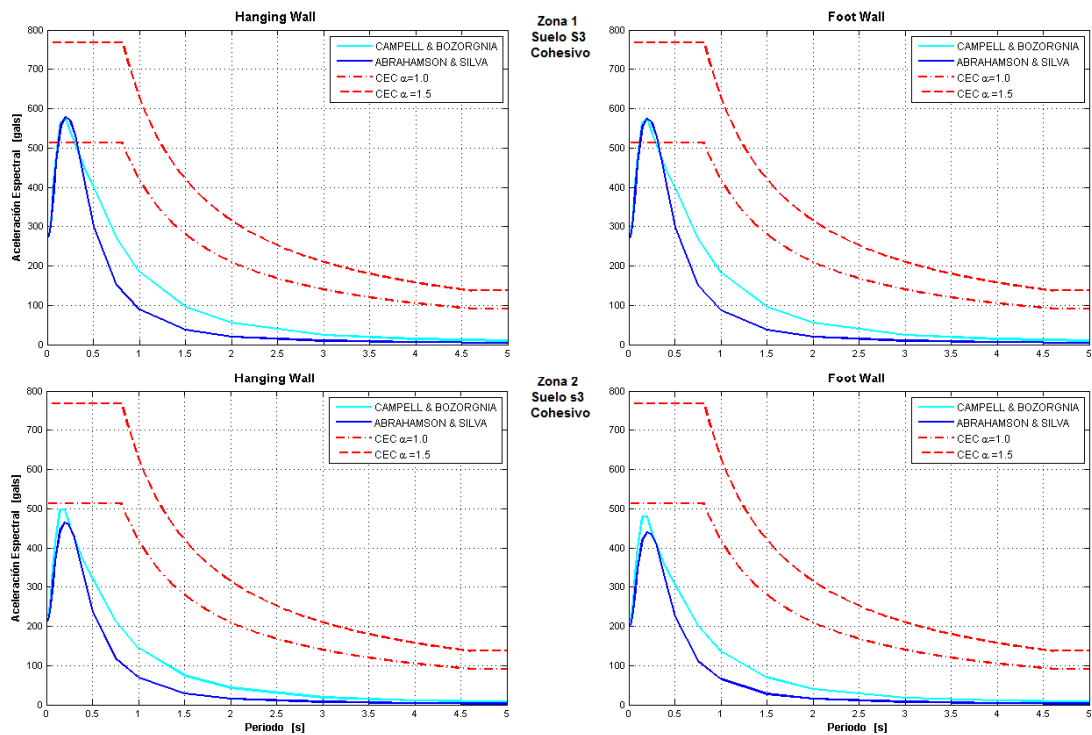 Hanging Wall
Zona 1
Suelo S3
Cohesivo
Foot Wall
Aceleración Espectral [gals]
800
700
600
500
400
300
200
100
0
CAMPELL & BOZORGNIA
ABRAHAMSON & SILVA
CEC α=1.0
CEC α =1.5
0 0.5 1 1.5 2 2.5 3 3.5 4 4.5 5
800
700
600
500
400
300
200
100
0
CAMPELL & BOZORGNIA
ABRAHAMSON & SILVA
CEC α=1.0
CEC α =1.5
0 0.5 1 1.5 2 2.5 3 3.5 4 4.5 5
Hanging Wall
Zona 2
Suelo s3
Cohesivo
Foot Wall
Aceleración Espectral [gals]
800
700
600
500
400
300
200
100
0
CAMPELL & BOZORGNIA
ABRAHAMSON & SILVA
CEC α=1.0
CEC α =1.5
0 0.5 1 1.5 2 2.5 3 3.5 4 4.5 5
Periodo [s]
800
700
600
500
400
300
200
100
0
CAMPELL & BOZORGNIA
ABRAHAMSON & SILVA
CEC α=1.0
CEC α =1.5
0 0.5 1 1.5 2 2.5 3 3.5 4 4.5 5
Periodo [s]